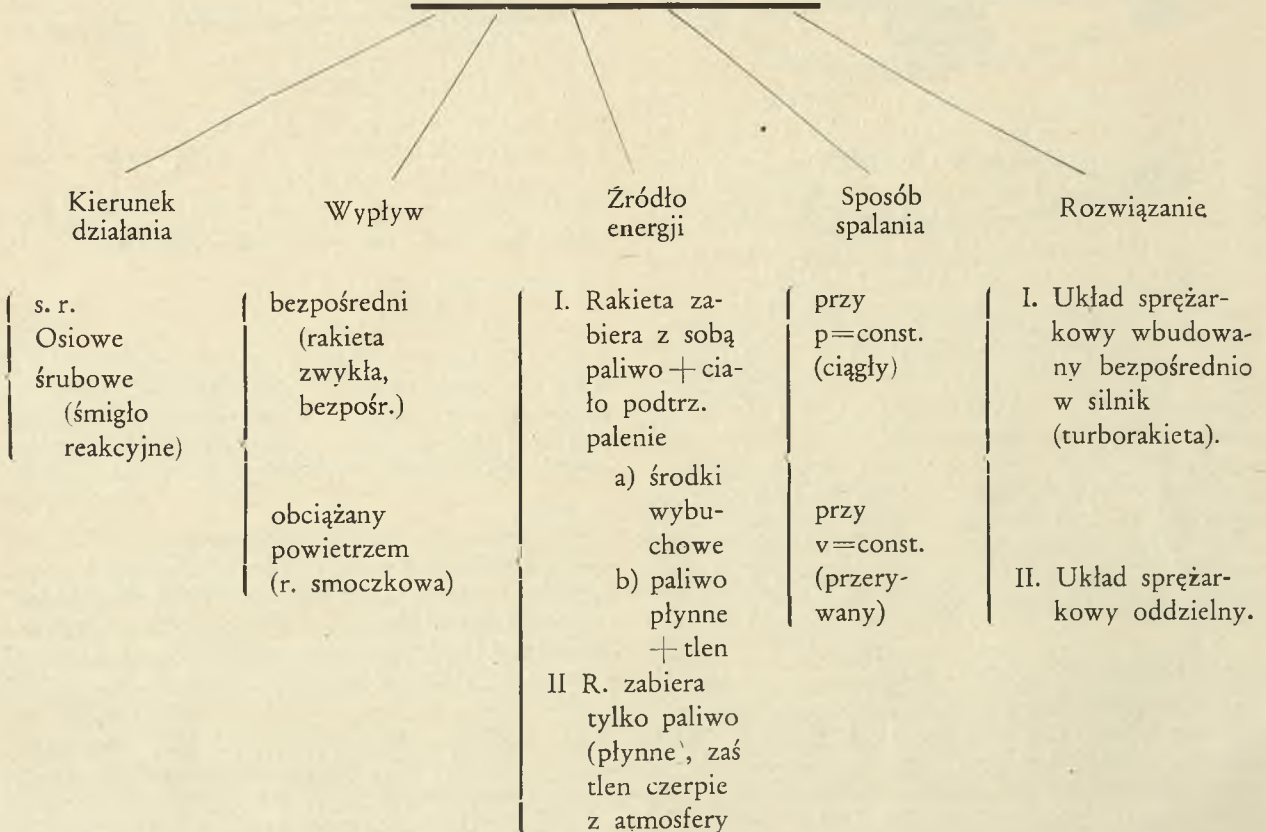 Kierunek
działania
Wypływ
Źródło
energji
Sposób
spalania
Rozwiązanie
s. r.
Osiowe
śrubowe
(śmigło
reakcyjne)
bezpośredni
(rakieta
zwykła,
bezpośr.)
obciążany
powietrzem
(r. smoczkowa)
I. Rakieta za-
biera z sobą
paliwo + cia-
ło podtrz.
palenie
a) środki
wybu-
chowe
b) paliwo
płynne
+ tlen
II R. zabiera
tylko paliwo
(płynne), zaś
tlen czerpie
z atmosfery
przy
p=const.
(ciągły)
przy
v=const.
(przery-
wany)
I. Układ sprężar-
kowy wbudowa-
ny bezpośrednio
w silnik
(turborakieta).
II. Układ sprężar-
kowy oddzielny.